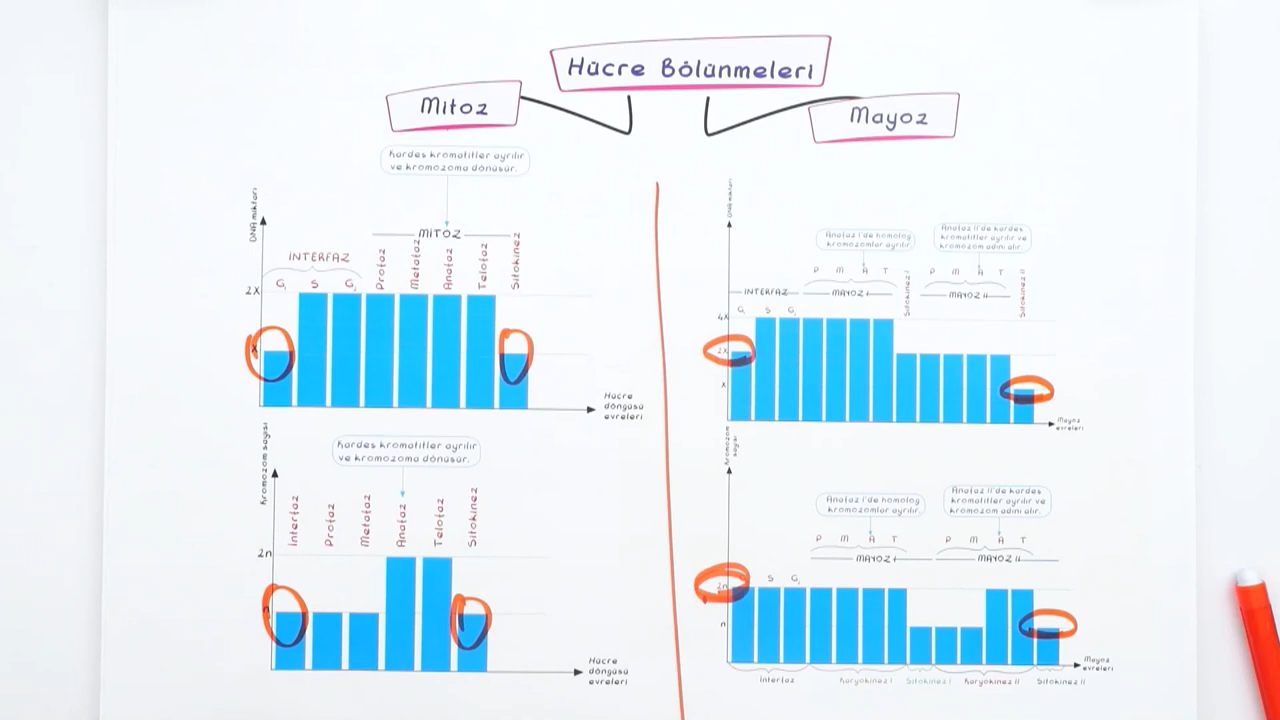 Hücre Bölünmeleri
Mitoz
Mayoz
Kardeş kromatitler ayrılır
ve kromozoma dönüşür.
DNA miktarı
MİTOZ
İNTERFAZ
G₁ S G₂
Profaz
Metafaz
Anafaz
Telofaz
Sitokinez
2X
X
Hücre
döngüsü
evreleri
Kromozom sayısı
Kardeş kromatitler ayrılır
ve kromozoma dönüşür.
İnterfaz
Profaz
Metafaz
Anafaz
Telofaz
Sitokinez
2n
n
Hücre
döngüsü
evreleri
DNA miktarı
Anafaz I'de homolog
kromozomlar ayrılır.
Anafaz II'de kardeş
kromatitler ayrılır ve
kromozom adını alır.
P M A T
P M A T
İNTERFAZ
MAYOZ I
MAYOZ II
Sitokinez I
Sitokinez II
G₁ S G₂
4X
2X
X
Mayoz
evreleri
Kromozom
sayısı
Anafaz I'de homolog
kromozomlar ayrılır.
Anafaz II'de kardeş
kromatitler ayrılır ve
kromozom adını alır.
P M A T
P M A T
MAYOZ I
MAYOZ II
S G₂
2n
n
Mayoz
evreleri
İnterfaz
Karyokinez I
Sitokinez I
Karyokinez II
Sitokinez II